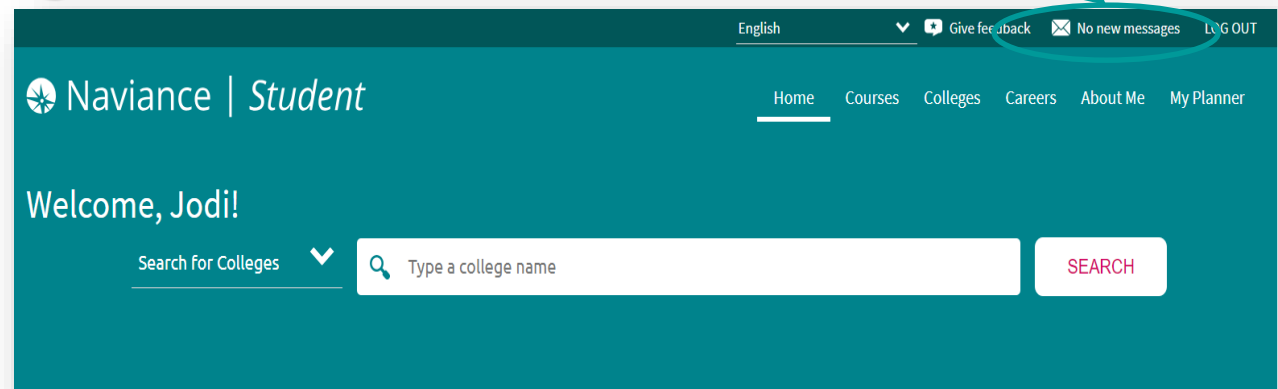 English Give feedback No new messages LOG OUT
Naviance | Student
Home Courses Colleges Careers About Me My Planner
Welcome, Jodi!
Search for Colleges Type a college name SEARCH